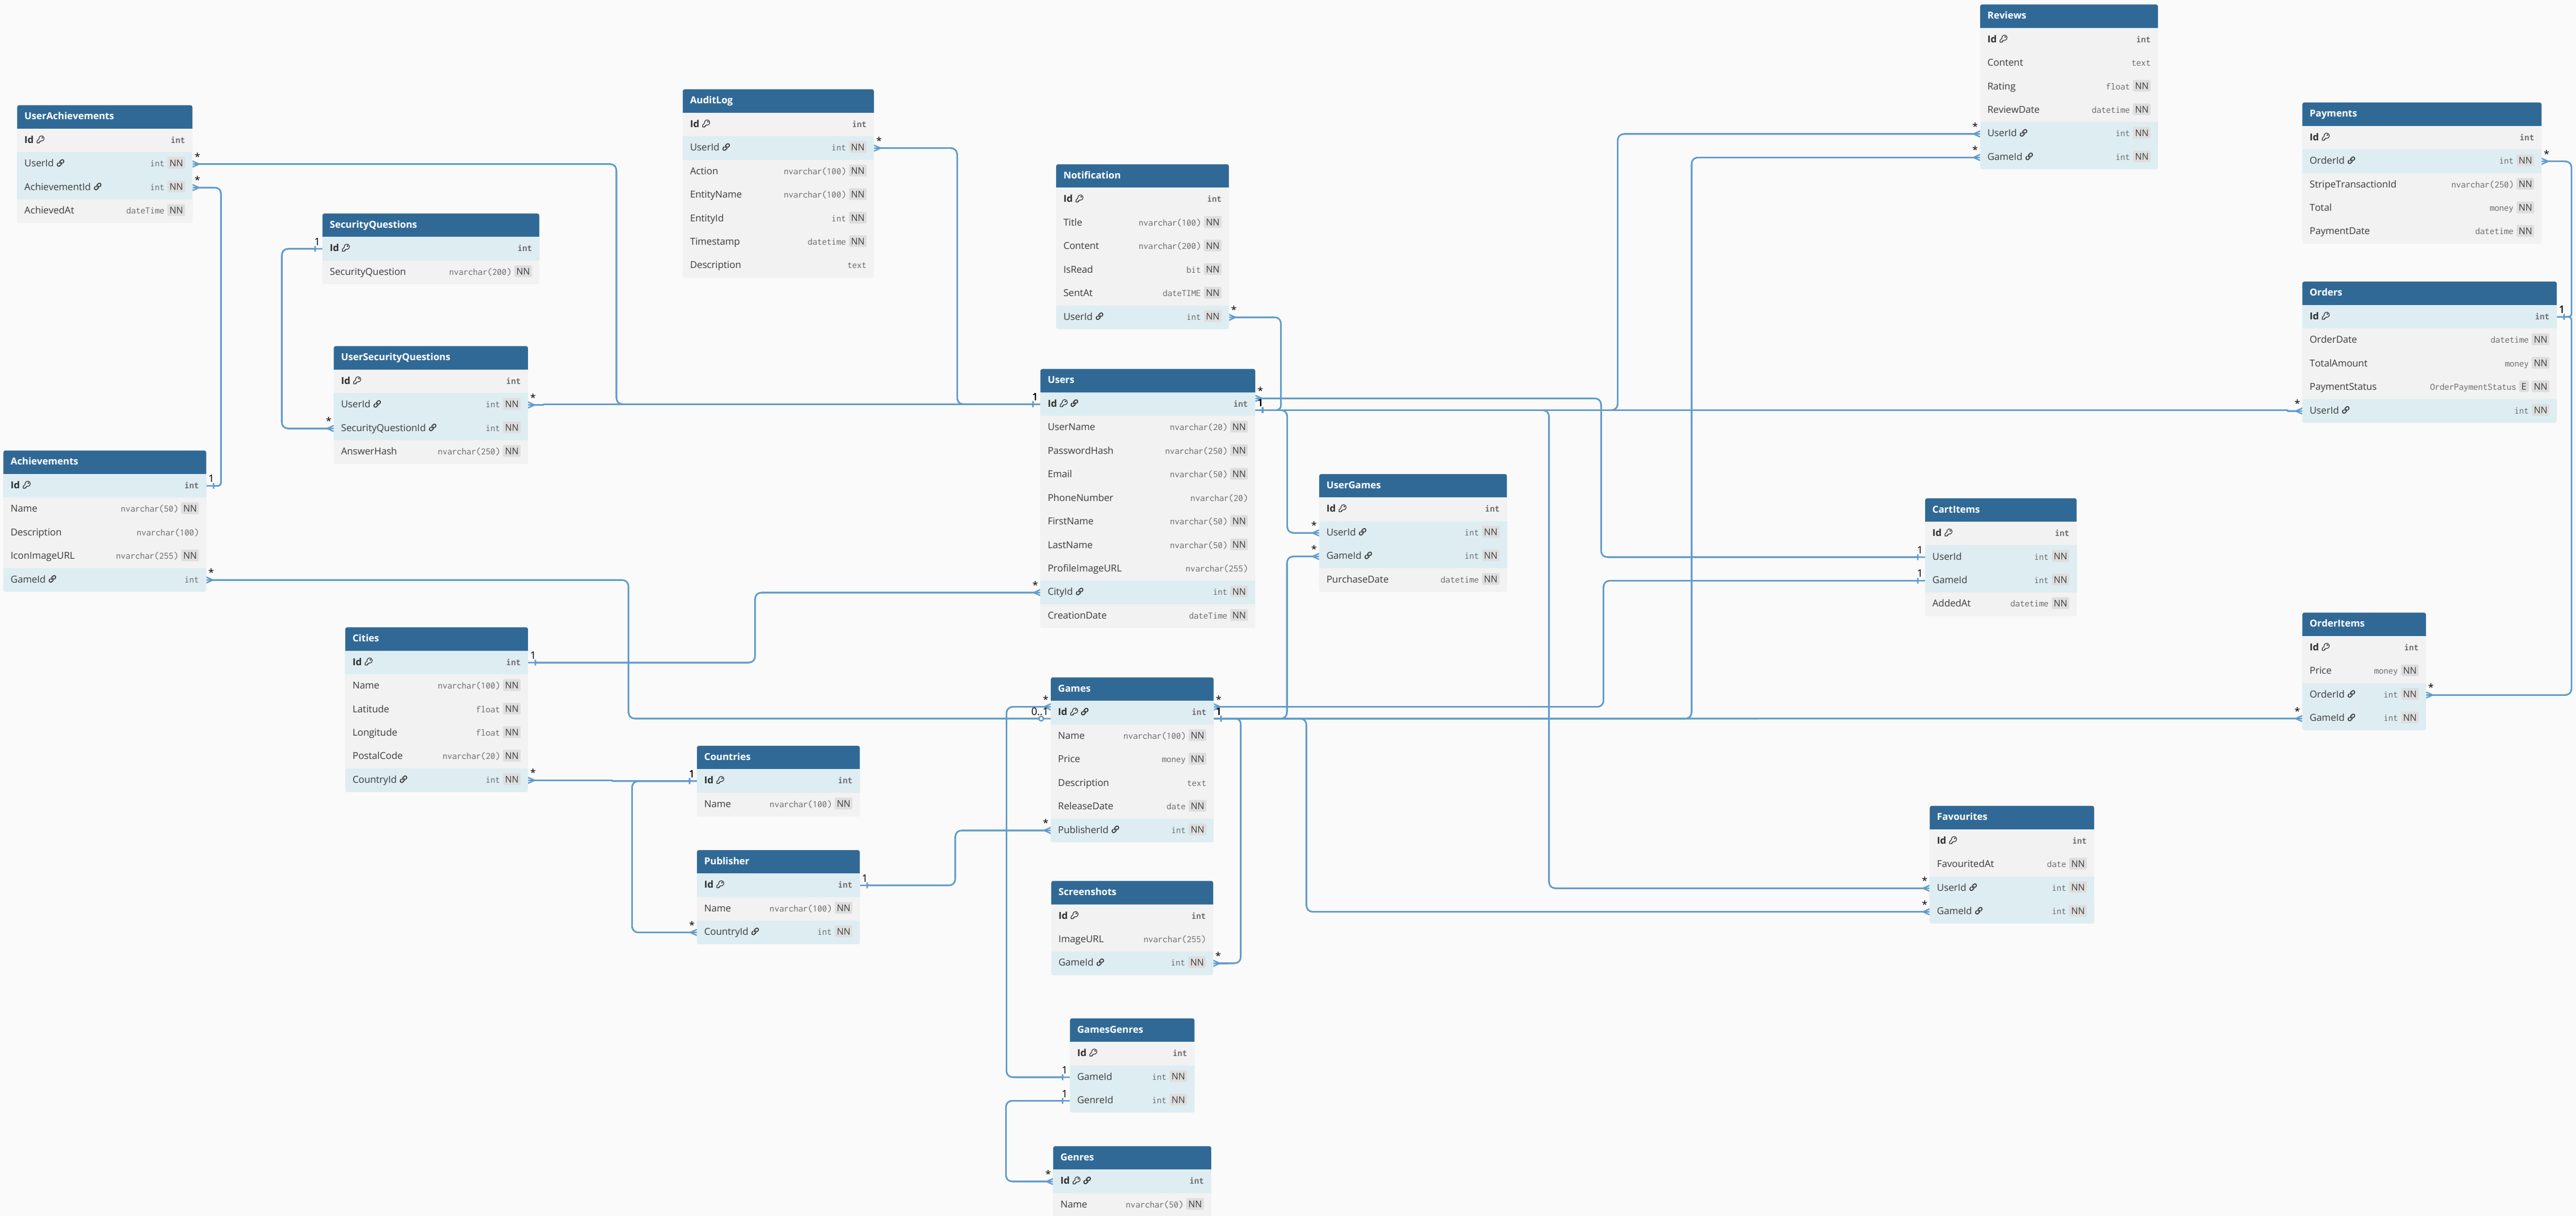 Reviews
Id int
Content text
Rating float NN
ReviewDate datetime NN
UserId int NN
GameId int NN
*
*
Payments
Id int
OrderId int NN
StripeTransactionId nvarchar(250) NN
Total money NN
PaymentDate datetime NN
*
UserAchievements
Id int
UserId int NN
AchievementId int NN
AchievedAt dateTime NN
*
*
AuditLog
Id int
UserId int NN
Action nvarchar(100) NN
EntityName nvarchar(100) NN
EntityId int NN
Timestamp datetime NN
Description text
*
Notification
Id int
Title nvarchar(100) NN
Content nvarchar(200) NN
IsRead bit NN
SentAt dateTIME NN
UserId int NN
*
SecurityQuestions
1
Id int
SecurityQuestion nvarchar(200) NN
Orders
Id int
OrderDate datetime NN
TotalAmount money NN
PaymentStatus OrderPaymentStatus E NN
UserId int NN
1
*
UserSecurityQuestions
Id int
UserId int NN
SecurityQuestionId int NN
AnswerHash nvarchar(250) NN
*
*
Users
Id int
UserName nvarchar(20) NN
PasswordHash nvarchar(250) NN
Email nvarchar(50) NN
PhoneNumber nvarchar(20)
FirstName nvarchar(50) NN
LastName nvarchar(50) NN
ProfileImageURL nvarchar(255)
CityId int NN
CreationDate dateTime NN
1
*
1
*
Achievements
Id int
Name nvarchar(50) NN
Description nvarchar(100)
IconImageURL nvarchar(255) NN
GameId int
1
*
UserGames
Id int
UserId int NN
GameId int NN
PurchaseDate datetime NN
*
*
CartItems
Id int
UserId int NN
GameId int NN
AddedAt datetime NN
1
1
OrderItems
Id int
Price money NN
OrderId int NN
GameId int NN
*
*
Cities
Id int
Name nvarchar(100) NN
Latitude float NN
Longitude float NN
PostalCode nvarchar(20) NN
CountryId int NN
1
*
Games
Id int
Name nvarchar(100) NN
Price money NN
Description text
ReleaseDate date NN
PublisherId int NN
*
0..1
*
1
*
Countries
Id int
Name nvarchar(100) NN
1
Publisher
Id int
Name nvarchar(100) NN
CountryId int NN
1
*
Favourites
Id int
FavouritedAt date NN
UserId int NN
GameId int NN
*
*
Screenshots
Id int
ImageURL nvarchar(255)
GameId int NN
*
GamesGenres
Id int
GameId int NN
GenreId int NN
1
1
Genres
Id int
Name nvarchar(50) NN
*